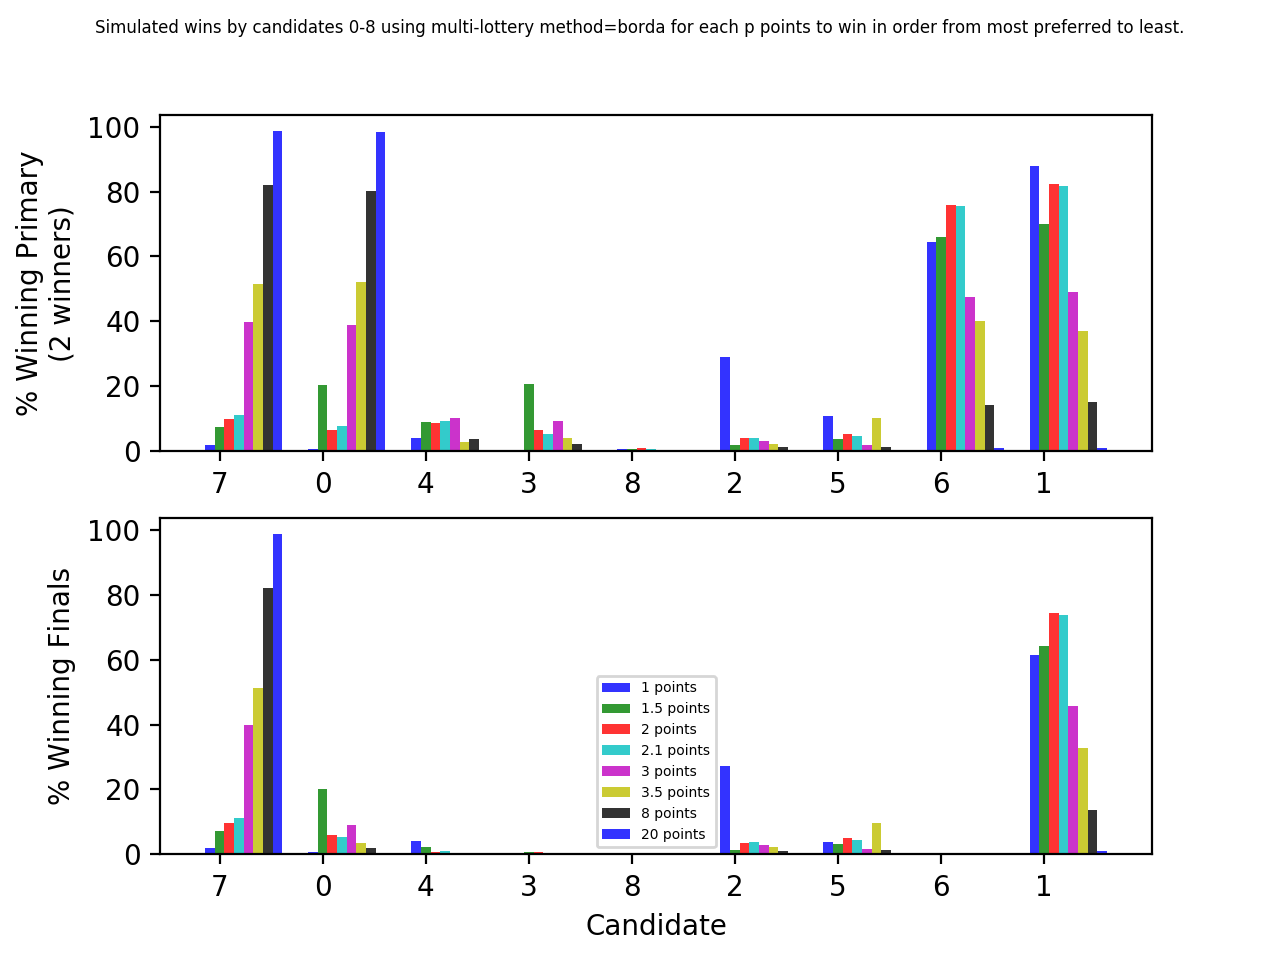 Simulated wins by candidates 0-8 using multi-lottery method=borda for each p points to win in order from most preferred to least.
% Winning Primary
(2 winners)
100
80
60
40
20
0
7 0 4 3 8 2 5 6 1
% Winning Finals
100
80
60
40
20
0
1 points
1.5 points
2 points
2.1 points
3 points
3.5 points
8 points
20 points
7 0 4 3 8 2 5 6 1
Candidate